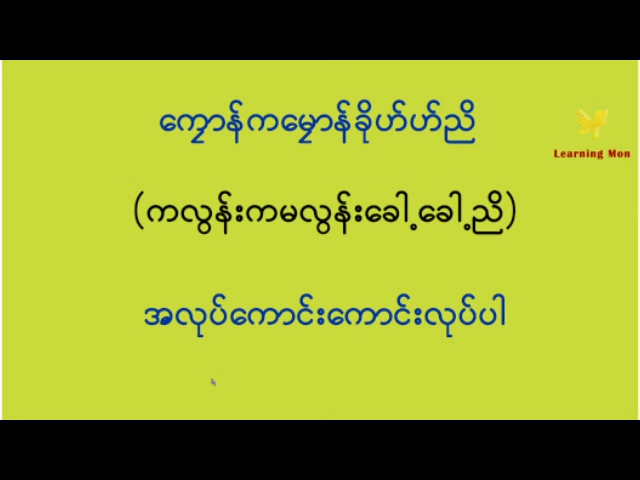 ကၠောန်ကမၠောန်ခိုဟ်ဟ်ညိ
Learning Mon
(ကလွန်းကမလွန်းခေါ့ခေါ့ညိ)
အလုပ်ကောင်းကောင်းလုပ်ပါ